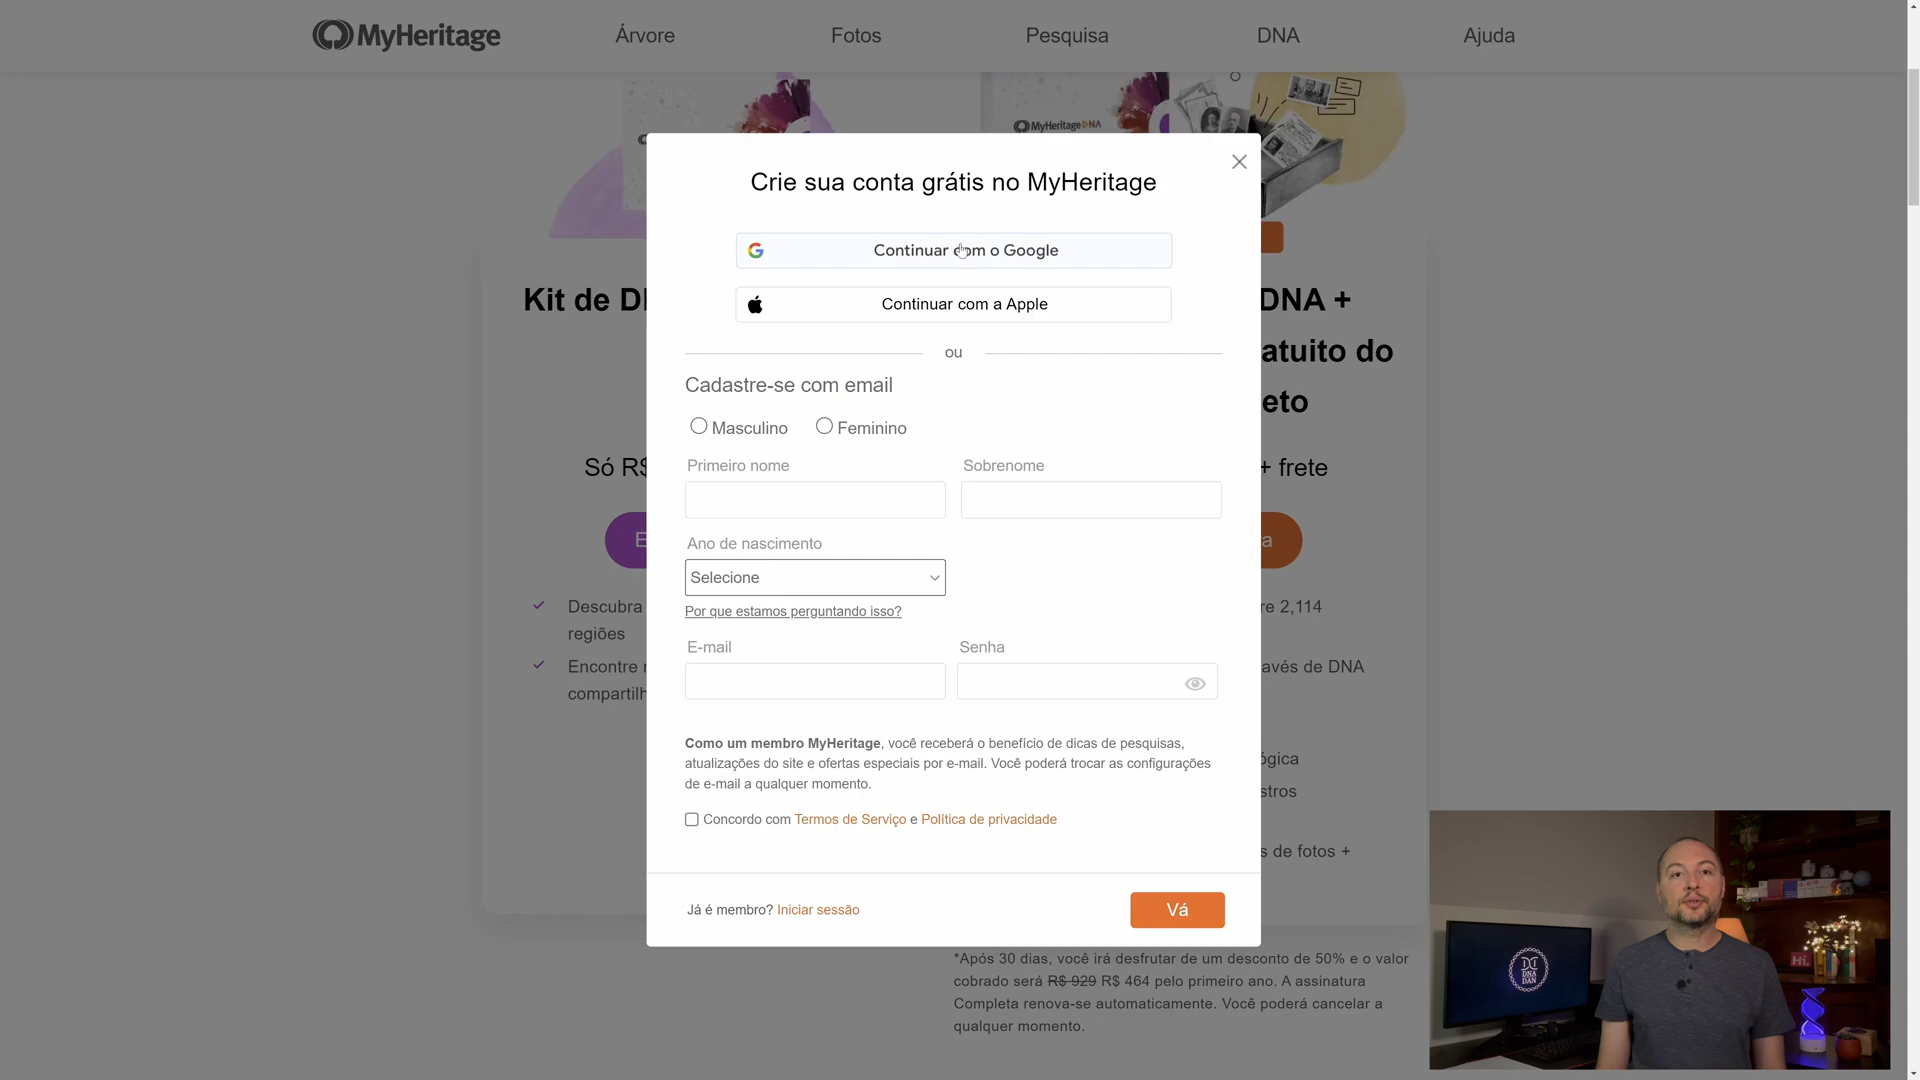 MyHeritage
Árvore
Fotos
Pesquisa
DNA
Ajuda
MyHeritage DNA
Crie sua conta grátis no MyHeritage
Continuar com o Google
Continuar com a Apple
ou
Cadastre-se com email
Masculino
Feminino
Primeiro nome
Sobrenome
Ano de nascimento
Selecione
Por que estamos perguntando isso?
E-mail
Senha
Como um membro MyHeritage, você receberá o benefício de dicas de pesquisas,
atualizações do site e ofertas especiais por e-mail. Você poderá trocar as configurações
de e-mail a qualquer momento.
Concordo com Termos de Serviço e Política de privacidade
Já é membro? Iniciar sessão
Vá
Kit de D
Só R$
E
Descubra
regiões
Encontre
compartilh
DNA +
atuito do
eto
+ frete
a
re 2,114
avés de DNA
ógica
stros
s de fotos +
*Após 30 dias, você irá desfrutar de um desconto de 50% e o valor
cobrado será R$ 929 R$ 464 pelo primeiro ano. A assinatura
Completa renova-se automaticamente. Você poderá cancelar a
qualquer momento.
DNA
DAN
Hi.